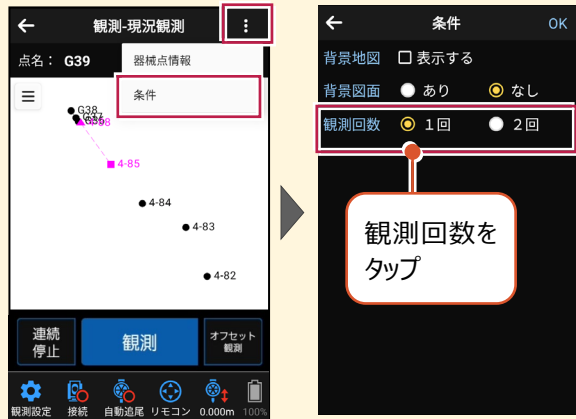 観測-現況観測
点名： G39
器械点情報
条件
G38
4-85
4-84
4-83
4-82
連続
停止
観測
オフセット
観測
観測設定
接続
自動追尾
リモコン
0.000m
100%
条件
OK
背景地図
表示する
背景図面
あり
なし
観測回数
1回
2回
観測回数を
タップ